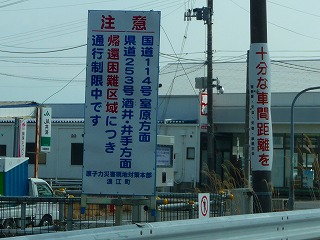 注意
国道114号室原方面
県道253号酒井・井手方面
帰還困難区域につき
通行制限中です
原子力災害現地対策本部
浪江町
十分な車間距離を
JA